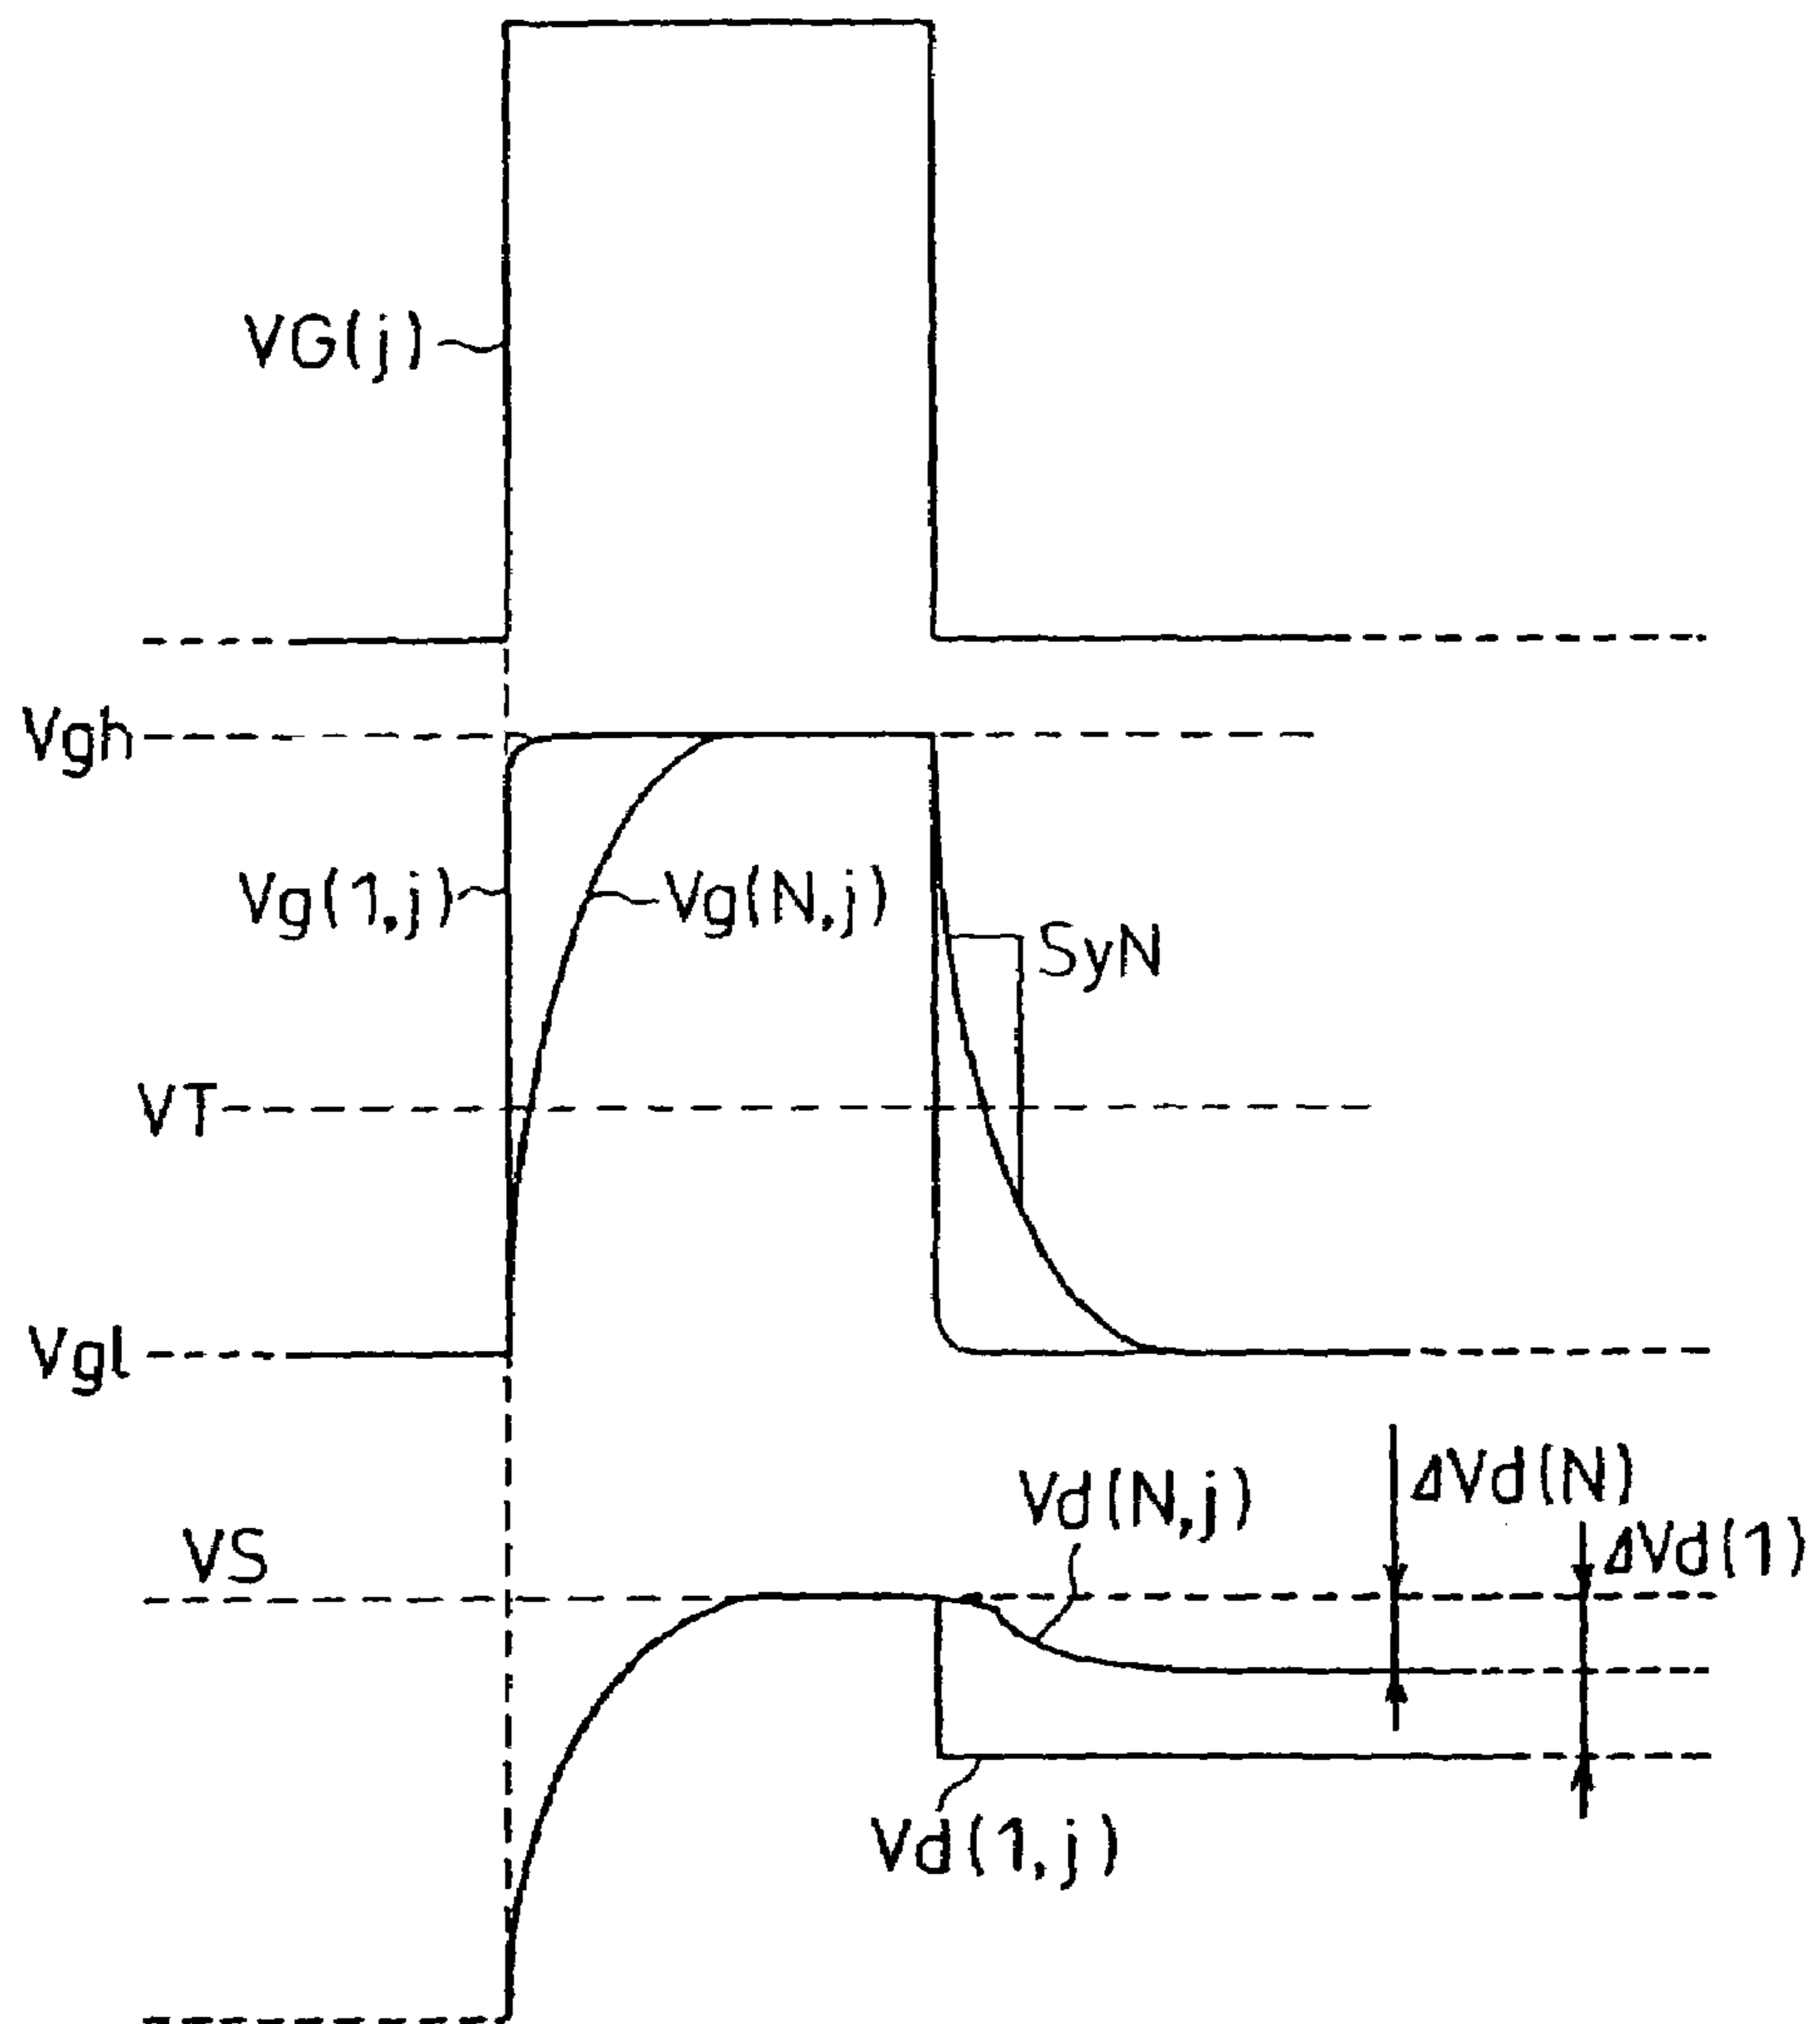 VG(j)
Vgh
Vg(1,j)
Vg(N,j)
SyN
VT
Vgl
Vd(N,j)
ΔVd(N)
VS
ΔVd(1)
Vd(1,j)